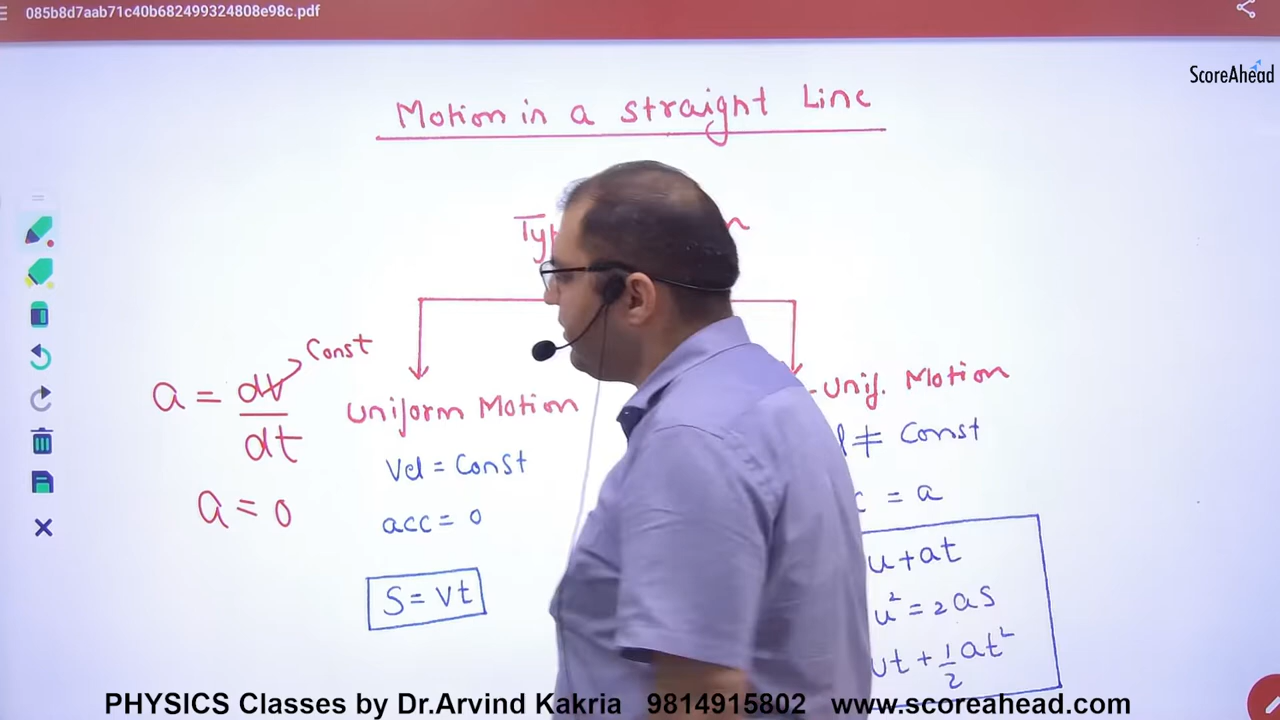 085b8d7aab71c40b682499324808e98c.pdf
ScoreAhead
Motion in a straight Line
Const
a = dv
dt
a = 0
Uniform Motion
Vel = Const
acc = 0
S = vt
-Unif. Motion
≠ Const
= a
u + at
u² = 2as
ut + 1/2 at²
PHYSICS Classes by Dr.Arvind Kakria 9814915802 www.scoreahead.com